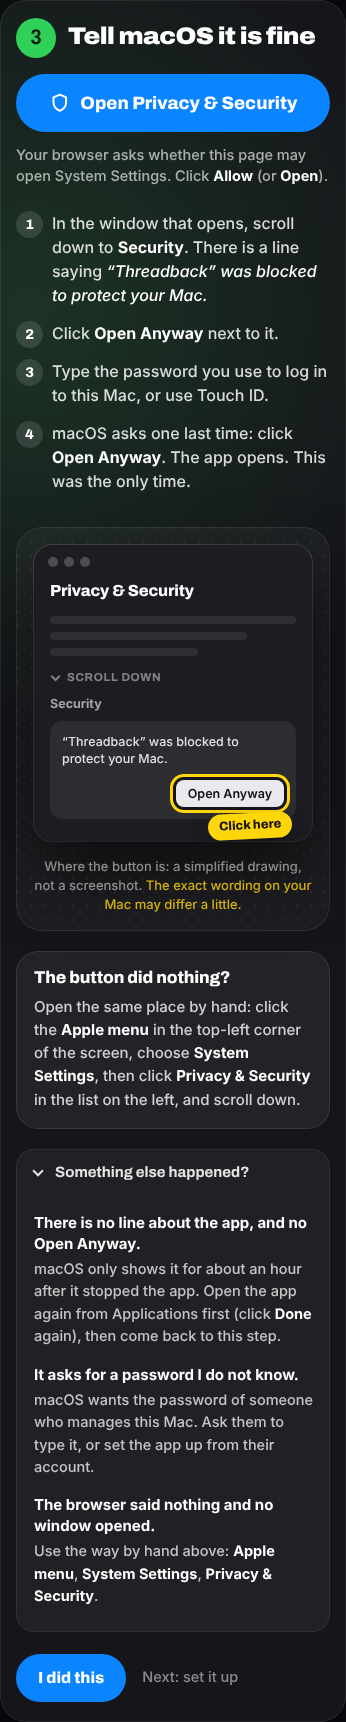 3 Tell macOS it is fine
Open Privacy & Security
Your browser asks whether this page may
open System Settings. Click Allow (or Open).
1 In the window that opens, scroll
down to Security. There is a line
saying “Threadback” was blocked
to protect your Mac.
2 Click Open Anyway next to it.
3 Type the password you use to log in
to this Mac, or use Touch ID.
4 macOS asks one last time: click
Open Anyway. The app opens. This
was the only time.
Privacy & Security
SCROLL DOWN
Security
“Threadback” was blocked to
protect your Mac.
Open Anyway
Click here
Where the button is: a simplified drawing,
not a screenshot. The exact wording on your
Mac may differ a little.
The button did nothing?
Open the same place by hand: click
the Apple menu in the top-left corner
of the screen, choose System
Settings, then click Privacy & Security
in the list on the left, and scroll down.
Something else happened?
There is no line about the app, and no
Open Anyway.
macOS only shows it for about an hour
after it stopped the app. Open the app
again from Applications first (click Done
again), then come back to this step.
It asks for a password I do not know.
macOS wants the password of someone
who manages this Mac. Ask them to
type it, or set the app up from their
account.
The browser said nothing and no
window opened.
Use the way by hand above: Apple
menu, System Settings, Privacy &
Security.
I did this
Next: set it up